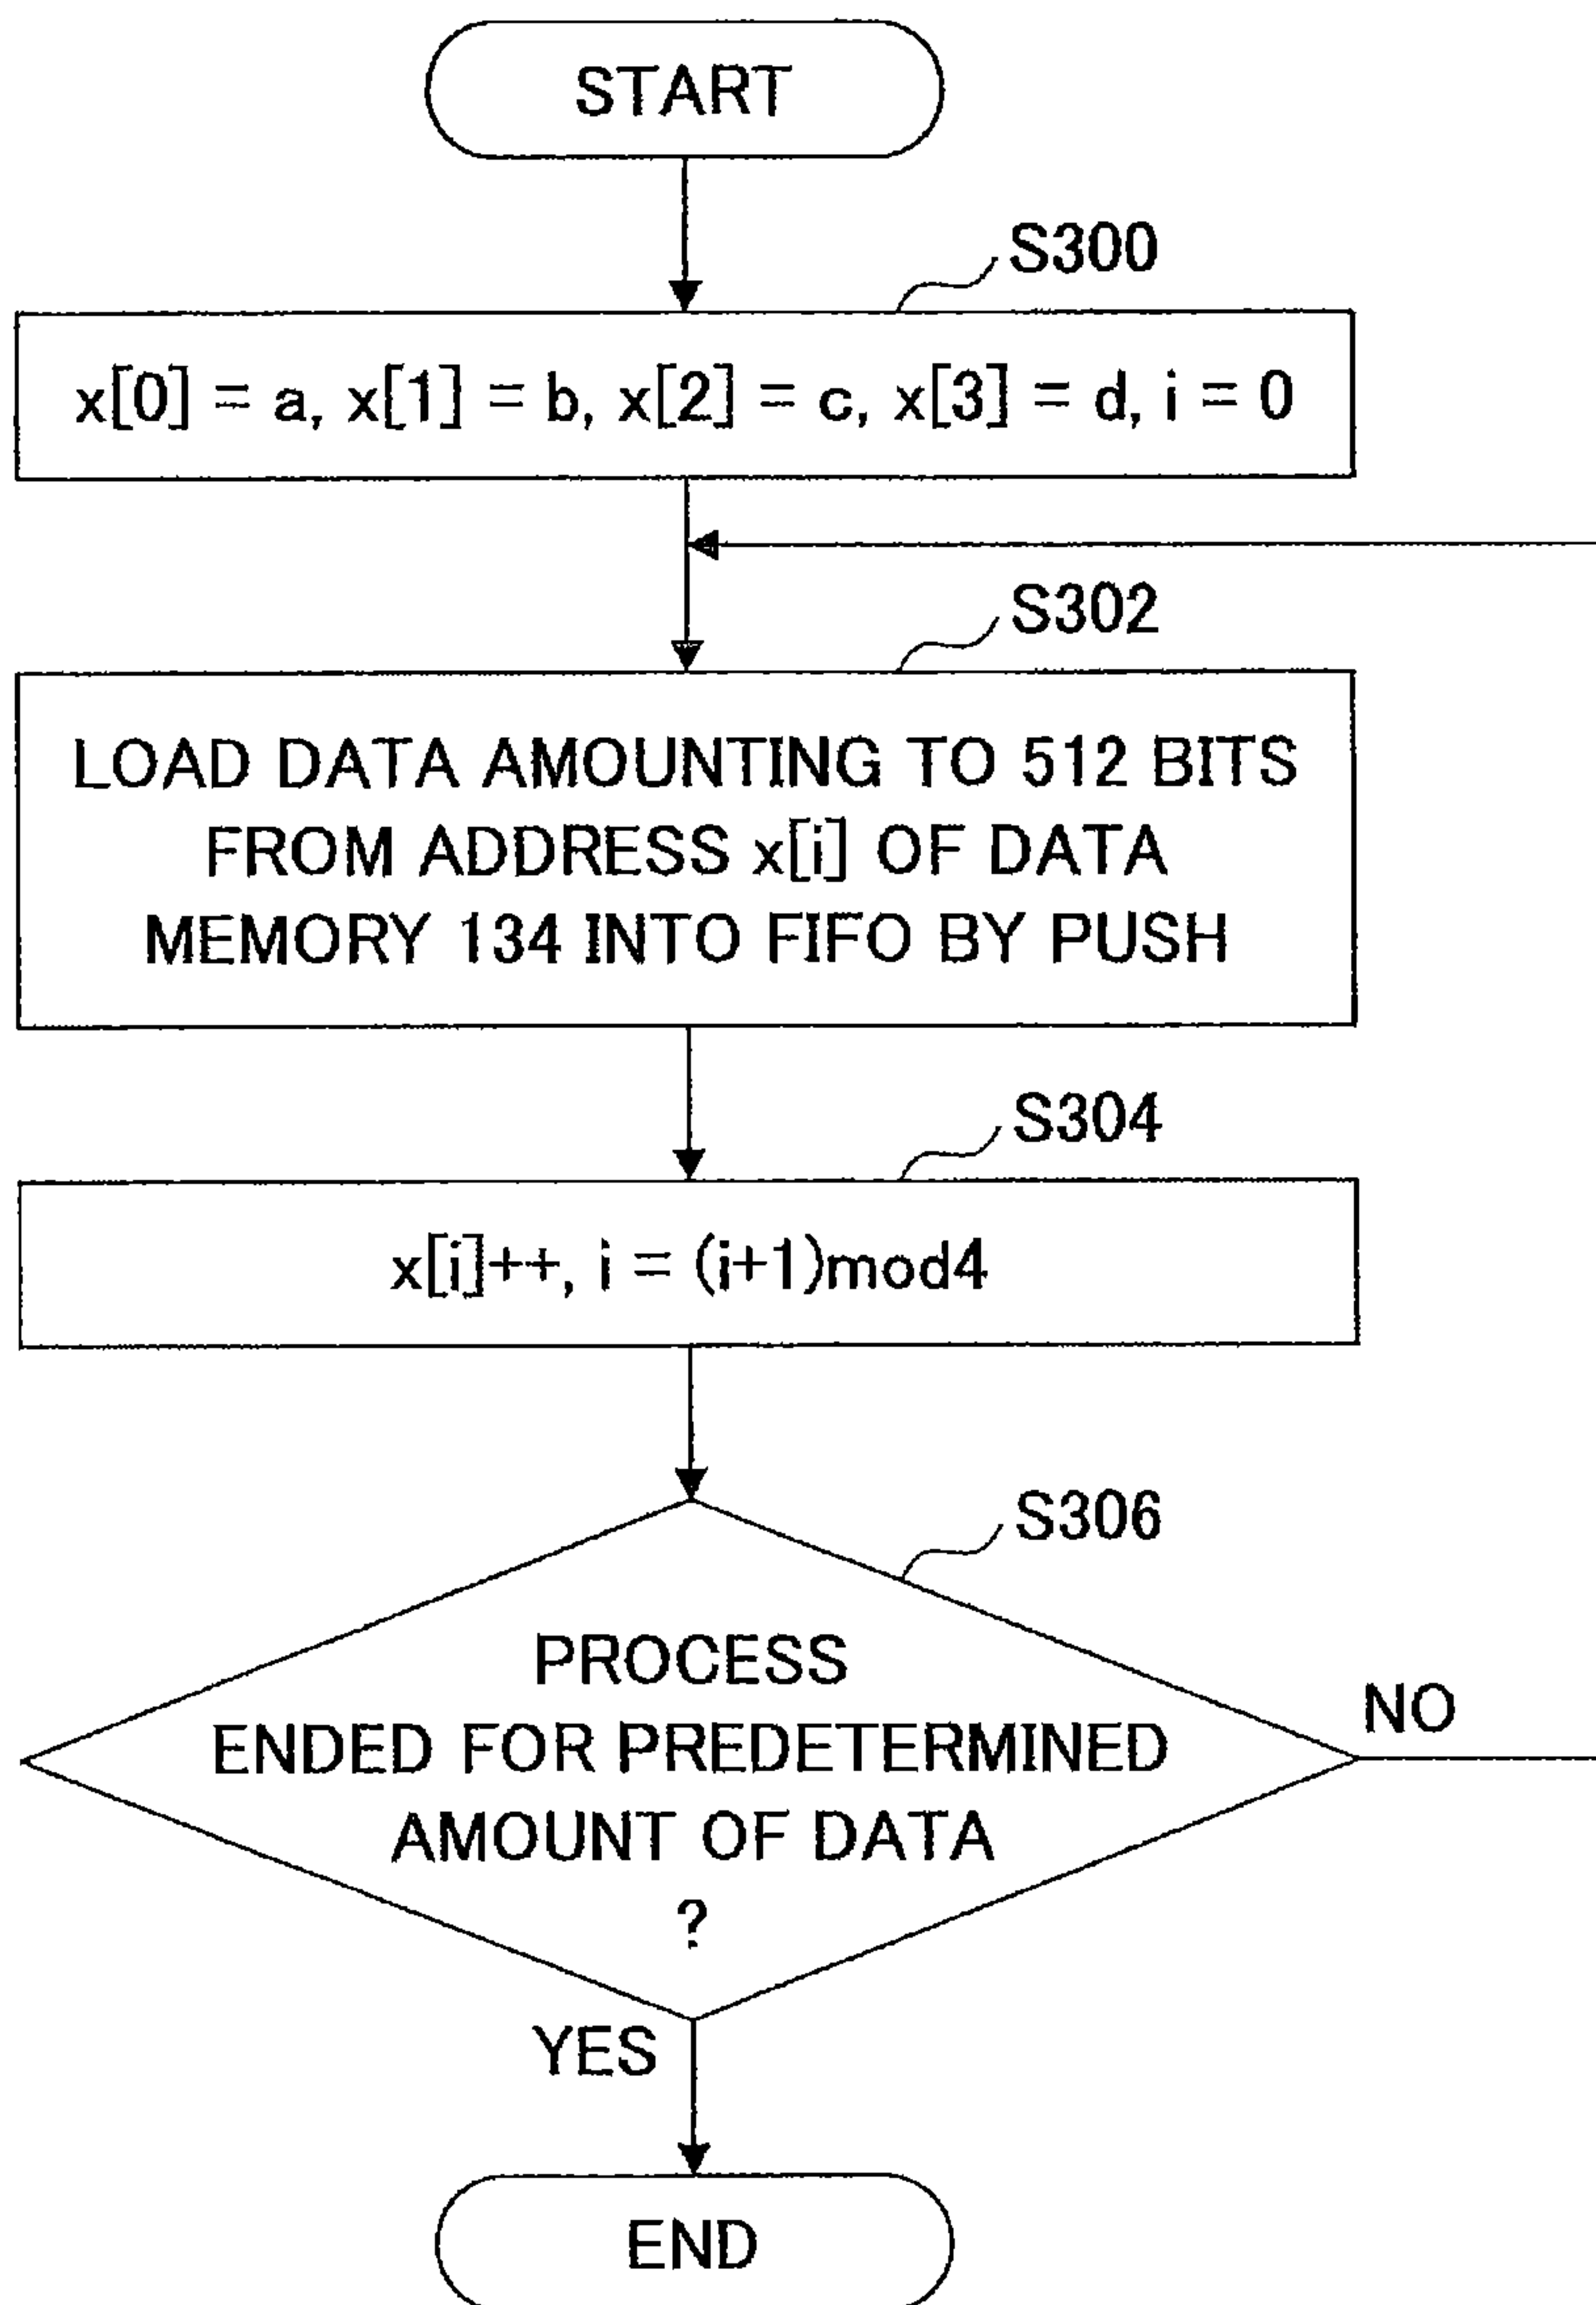 START
S300
x[0] = a, x[1] = b, x[2] = c, x[3] = d, i = 0
S302
LOAD DATA AMOUNTING TO 512 BITS
FROM ADDRESS x[i] OF DATA
MEMORY 134 INTO FIFO BY PUSH
S304
x[i]++, i = (i+1)mod4
S306
PROCESS
ENDED FOR PREDETERMINED
AMOUNT OF DATA
?
NO
YES
END